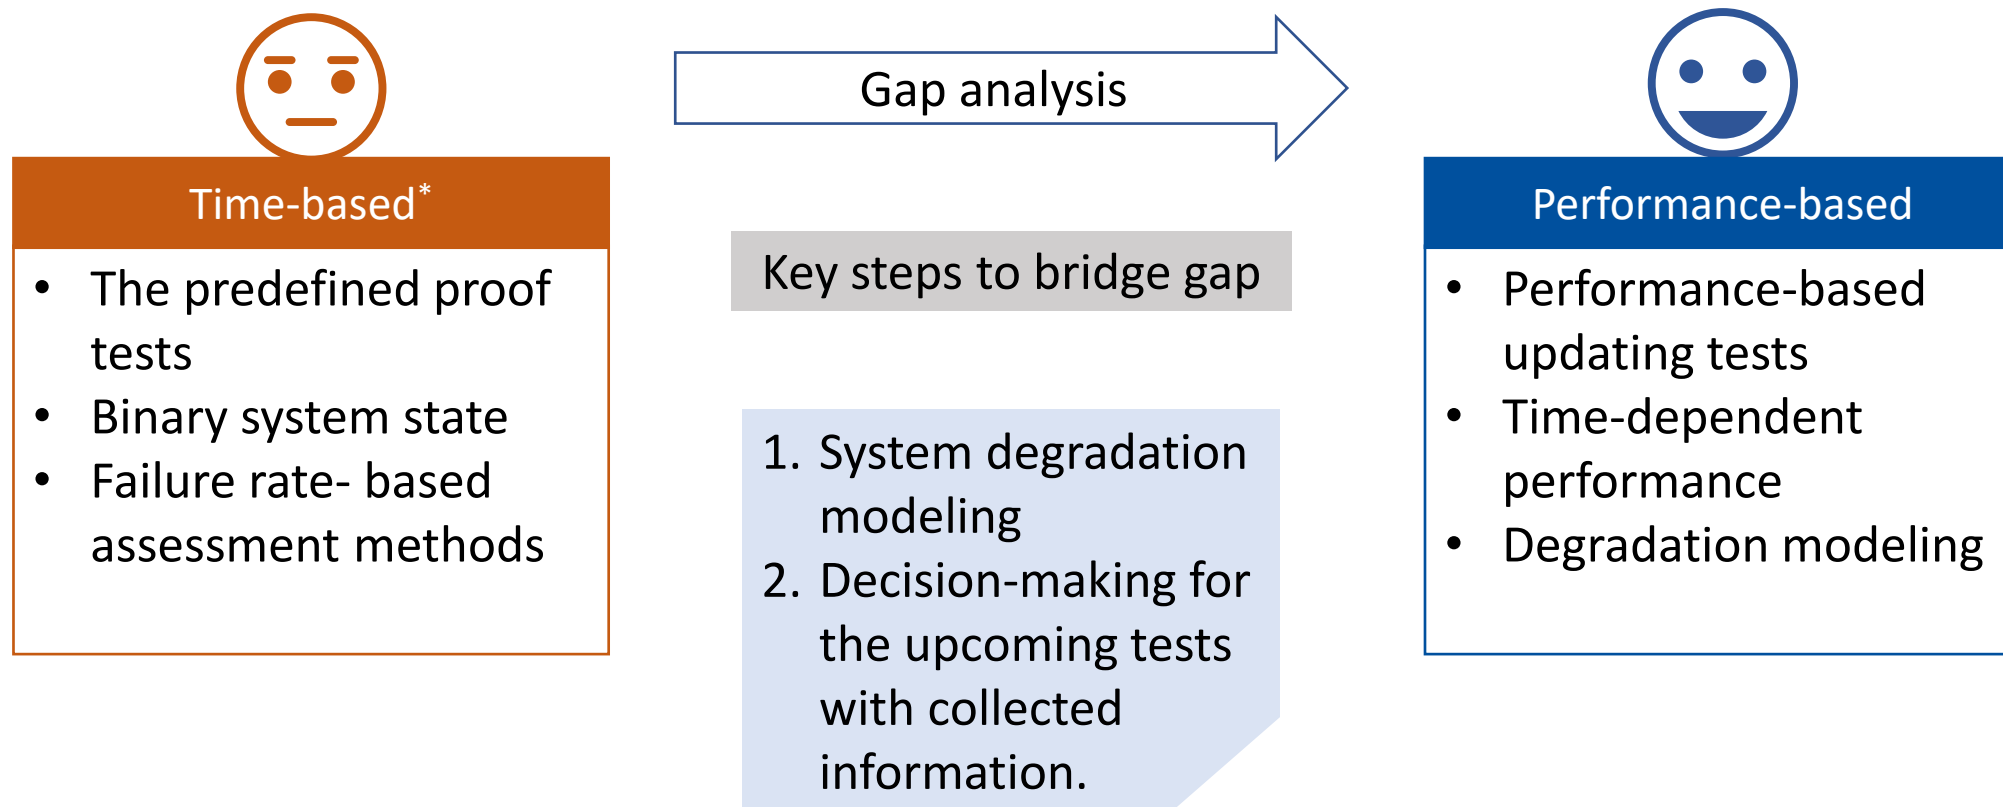 Gap analysis
Time-based*
• The predefined proof
tests
• Binary system state
• Failure rate- based
assessment methods
Key steps to bridge gap
1. System degradation
modeling
2. Decision-making for
the upcoming tests
with collected
information.
Performance-based
• Performance-based
updating tests
• Time-dependent
performance
• Degradation modeling